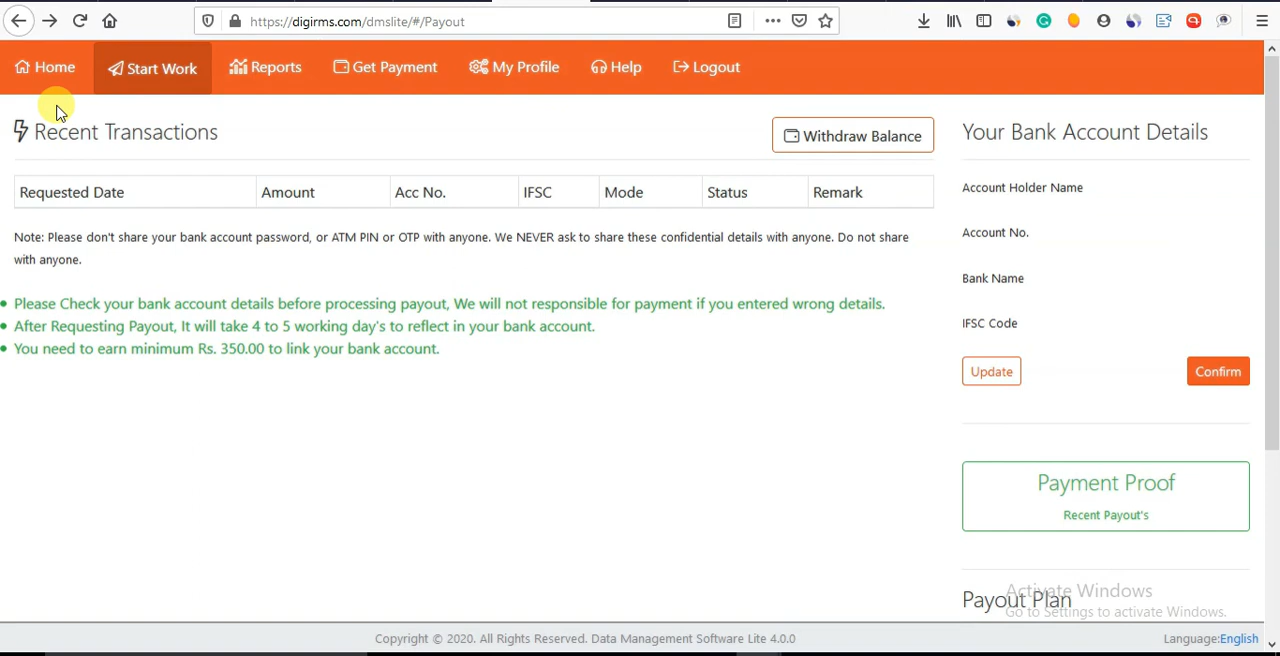 https://digirms.com/dmslite/#/Payout
Home Start Work Reports Get Payment My Profile Help Logout
Recent Transactions
Withdraw Balance
Requested Date Amount Acc No. IFSC Mode Status Remark
Note: Please don't share your bank account password, or ATM PIN or OTP with anyone. We NEVER ask to share these confidential details with anyone. Do not share
with anyone.
Please Check your bank account details before processing payout, We will not responsible for payment if you entered wrong details.
After Requesting Payout, It will take 4 to 5 working day's to reflect in your bank account.
You need to earn minimum Rs. 350.00 to link your bank account.
Your Bank Account Details
Account Holder Name
Account No.
Bank Name
IFSC Code
Update Confirm
Payment Proof
Recent Payout's
Payout Plan
Activate Windows
Go to Settings to activate Windows.
Copyright © 2020. All Rights Reserved. Data Management Software Lite 4.0.0
Language:English